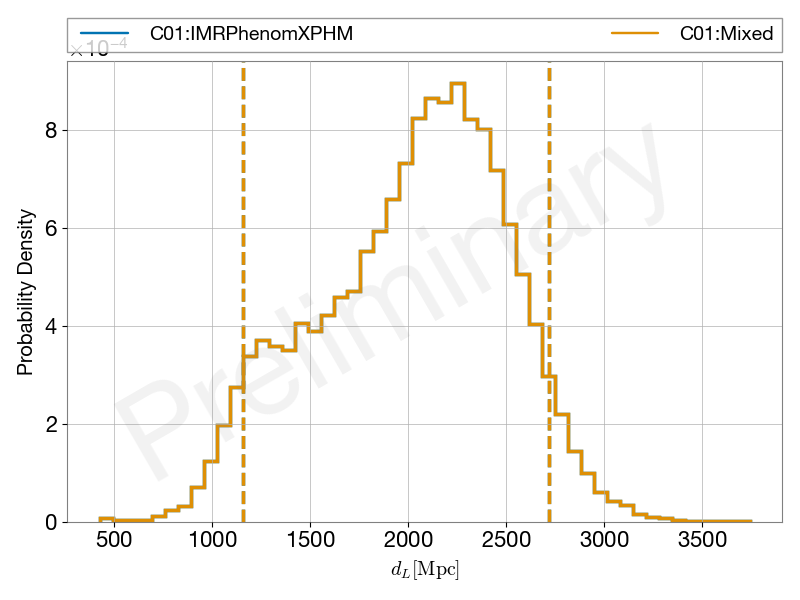 C01:IMRPhenomXPHM C01:Mixed
×10⁻⁴
8
6
4
2
0
Probability Density
Preliminary
500 1000 1500 2000 2500 3000 3500
d_L[Mpc]